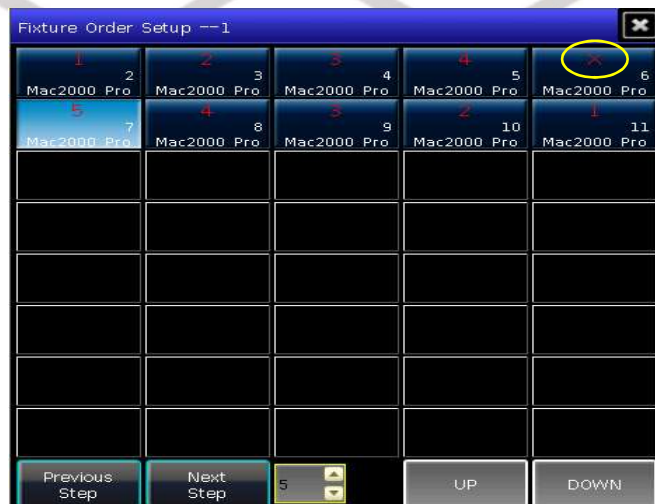 Fixture Order Setup --1
1 2 3 4 X
2 3 4 5 6
Mac2000 Pro Mac2000 Pro Mac2000 Pro Mac2000 Pro Mac2000 Pro
5 4 3 2 1
7 8 9 10 11
Mac2000 Pro Mac2000 Pro Mac2000 Pro Mac2000 Pro Mac2000 Pro
Previous Step
Next Step
5
UP
DOWN